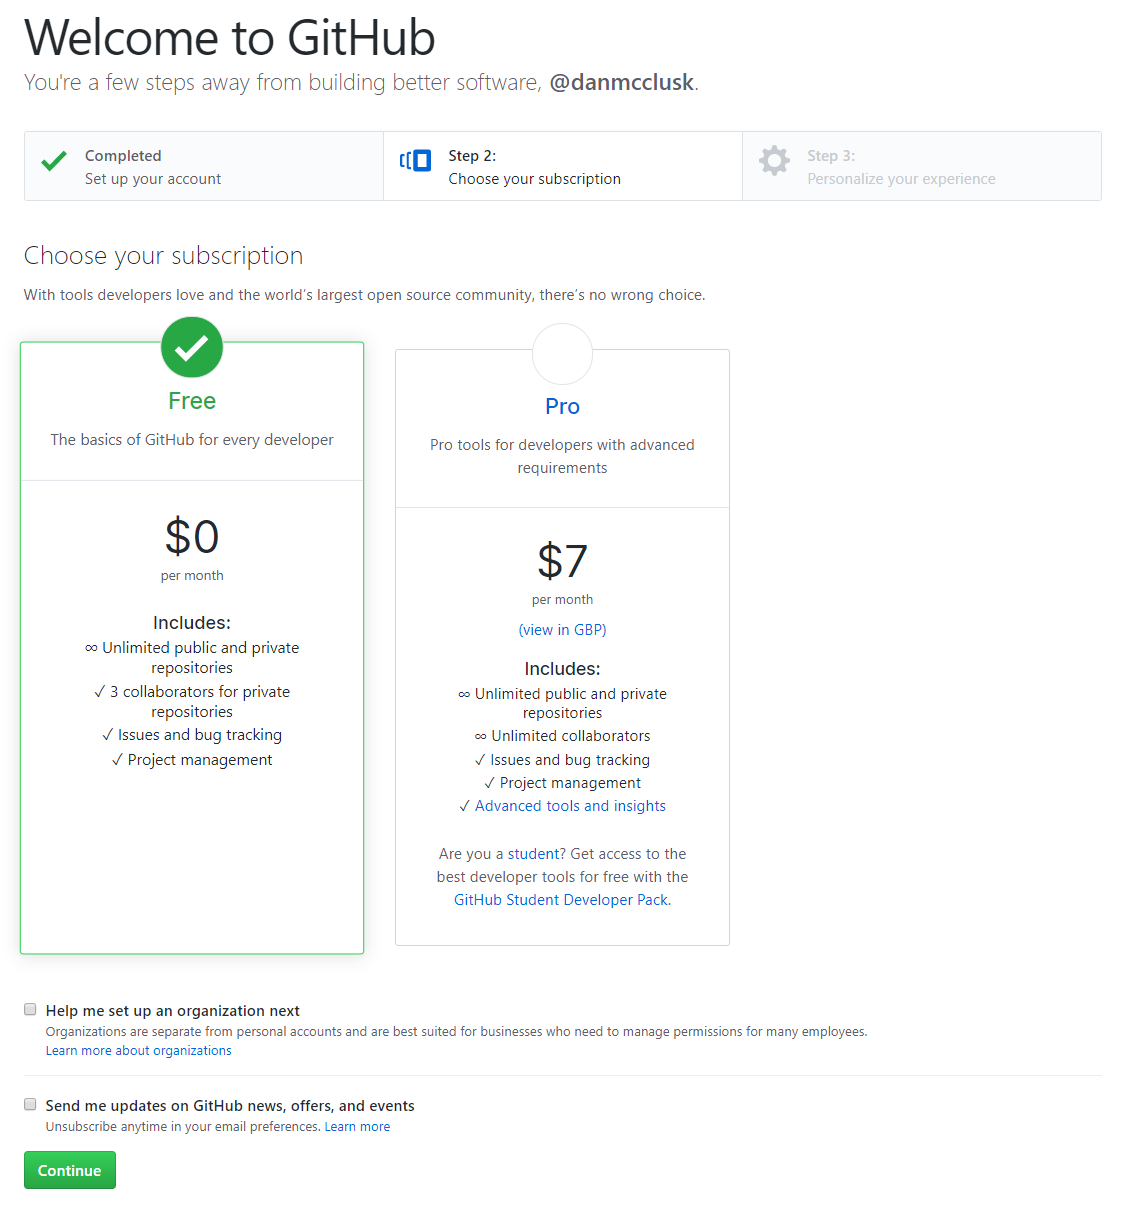 Welcome to GitHub
You're a few steps away from building better software, @danmcclusk.
Completed
Set up your account
Step 2:
Choose your subscription
Step 3:
Personalize your experience
Choose your subscription
With tools developers love and the world's largest open source community, there's no wrong choice.
Free
The basics of GitHub for every developer
$0
per month
Includes:
∞ Unlimited public and private
repositories
✓ 3 collaborators for private
repositories
✓ Issues and bug tracking
✓ Project management
Pro
Pro tools for developers with advanced
requirements
$7
per month
(view in GBP)
Includes:
∞ Unlimited public and private
repositories
∞ Unlimited collaborators
✓ Issues and bug tracking
✓ Project management
✓ Advanced tools and insights
Are you a student? Get access to the
best developer tools for free with the
GitHub Student Developer Pack.
Help me set up an organization next
Organizations are separate from personal accounts and are best suited for businesses who need to manage permissions for many employees.
Learn more about organizations
Send me updates on GitHub news, offers, and events
Unsubscribe anytime in your email preferences. Learn more
Continue